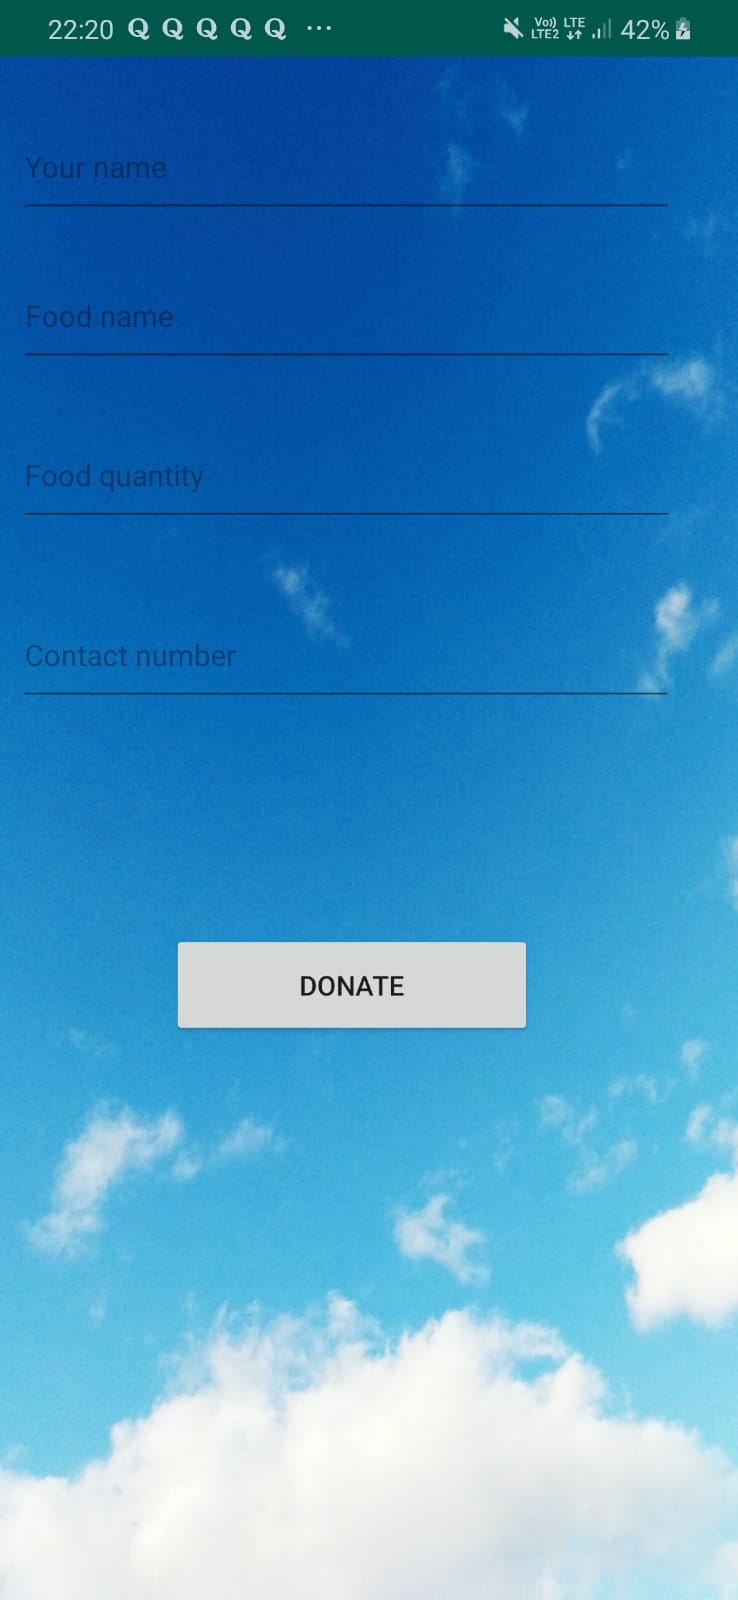 22:20 Q Q Q Q Q ... Vo)) LTE LTE2 42%
Your name
Food name
Food quantity
Contact number
DONATE